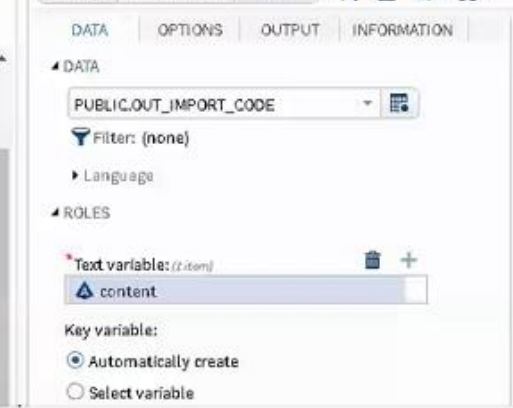 DATA OPTIONS OUTPUT INFORMATION
DATA
PUBLIC.OUT_IMPORT_CODE
Filter: (none)
Language
ROLES
*Text variable: (1 item)
content
Key variable:
Automatically create
Select variable